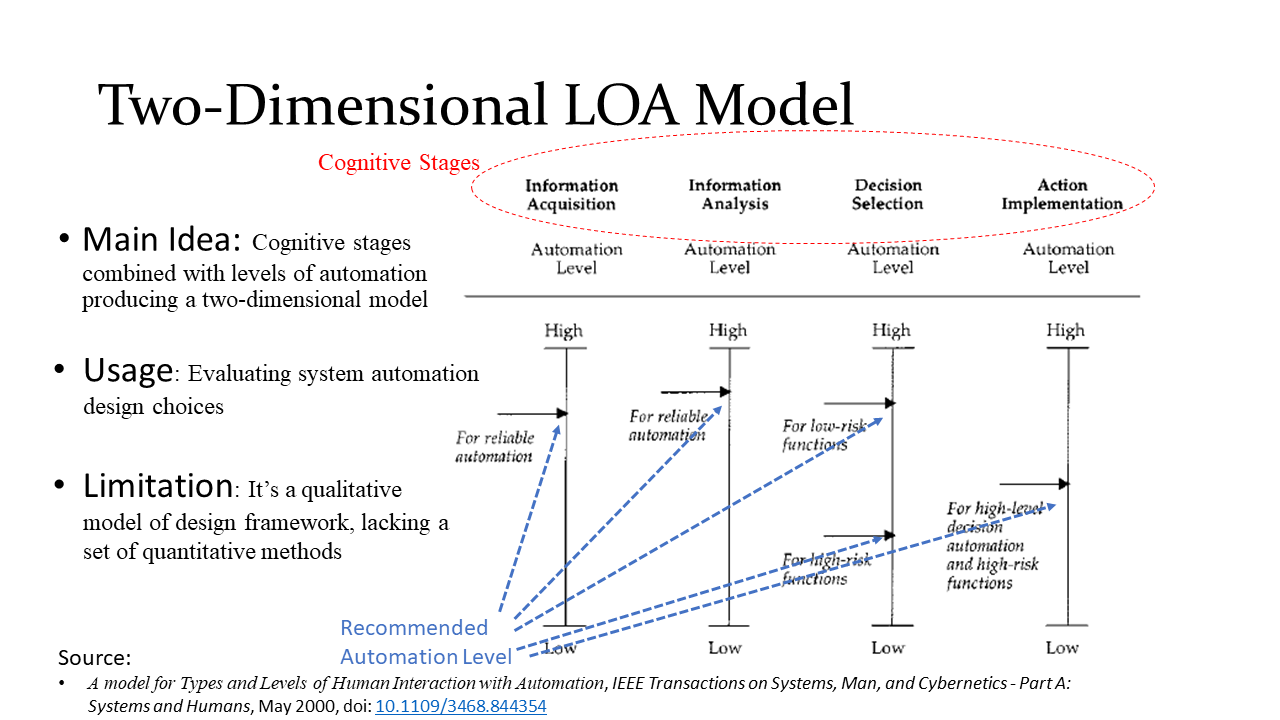 Two-Dimensional LOA Model
Cognitive Stages
Information
Acquisition
Information
Analysis
Decision
Selection
Action
Implementation
Automation
Level
Automation
Level
Automation
Level
Automation
Level
• Main Idea: Cognitive stages
combined with levels of automation
producing a two-dimensional model
• Usage: Evaluating system automation
design choices
• Limitation: It’s a qualitative
model of design framework, lacking a
set of quantitative methods
High
High
High
High
For reliable
automation
For reliable
automation
For low-risk
functions
For high-risk
functions
For high-level
decision
automation
and high-risk
functions
Low
Low
Low
Low
Recommended
Automation Level
Source:
• A model for Types and Levels of Human Interaction with Automation, IEEE Transactions on Systems, Man, and Cybernetics - Part A:
Systems and Humans, May 2000, doi: 10.1109/3468.844354